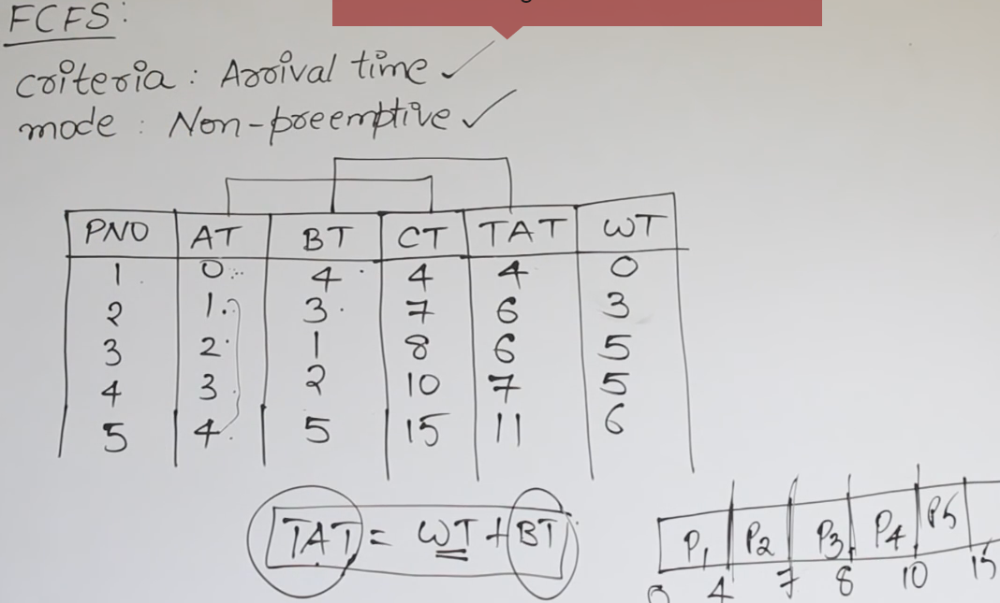 FCFS:
criteria : Arrival time ✓
mode : Non-preemptive ✓
PNO AT BT CT TAT WT
1 0 4 4 4 0
2 1 3 7 6 3
3 2 1 8 6 5
4 3 2 10 7 5
5 4 5 15 11 6
TAT = WT + BT
P1 P2 P3 P4 P5
0 4 7 8 10 15